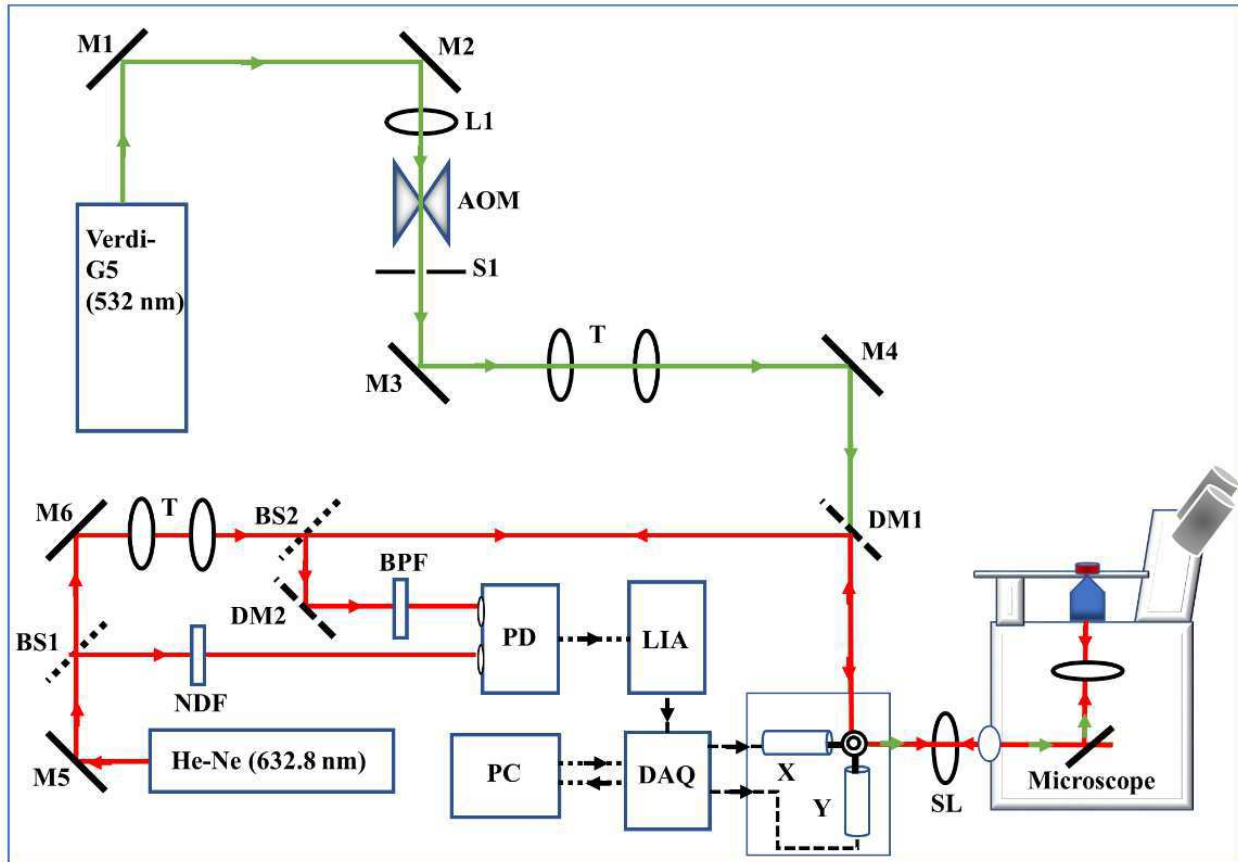 M1
M2
L1
AOM
Verdi-
G5
(532 nm)
S1
T
M4
M3
M6
T
BS2
DM1
BPF
DM2
BS1
PD
LIA
NDF
M5
He-Ne (632.8 nm)
PC
DAQ
X
Y
SL
Microscope